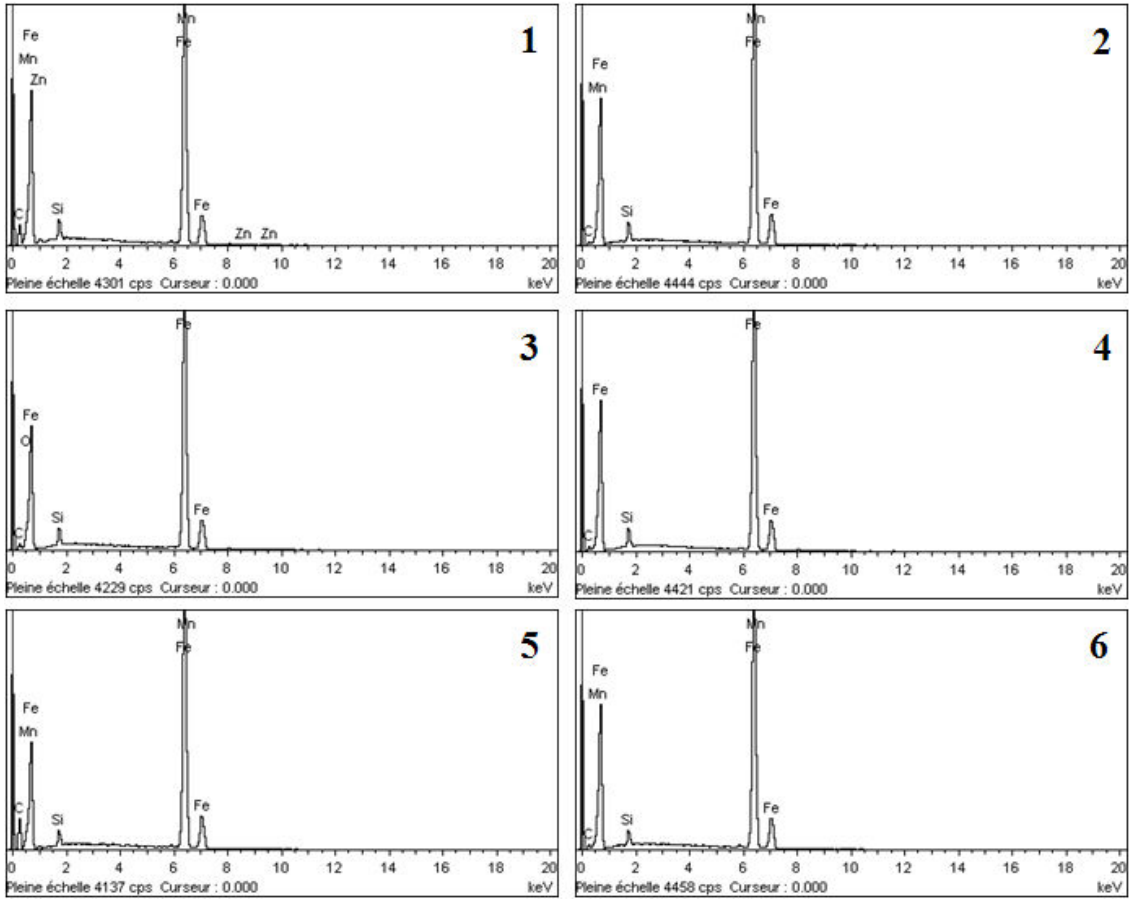 Mn
1
Fe
Fe
Mn
Zn
C
Si
Fe
Zn Zn
0 2 4 6 8 10 12 14 16 18 20
Pleine échelle 4301 cps Curseur : 0.000 keV
Mn
2
Fe
Fe
Mn
C
Si
Fe
0 2 4 6 8 10 12 14 16 18 20
Pleine échelle 4444 cps Curseur : 0.000 keV
Fe
3
Fe
O
C
Si
Fe
0 2 4 6 8 10 12 14 16 18 20
Pleine échelle 4229 cps Curseur : 0.000 keV
Fe
4
Fe
C
Si
Fe
0 2 4 6 8 10 12 14 16 18 20
Pleine échelle 4421 cps Curseur : 0.000 keV
Mn
5
Fe
Fe
Mn
C
Si
Fe
0 2 4 6 8 10 12 14 16 18 20
Pleine échelle 4137 cps Curseur : 0.000 keV
Mn
6
Fe
Fe
Mn
C
Si
Fe
0 2 4 6 8 10 12 14 16 18 20
Pleine échelle 4458 cps Curseur : 0.000 keV